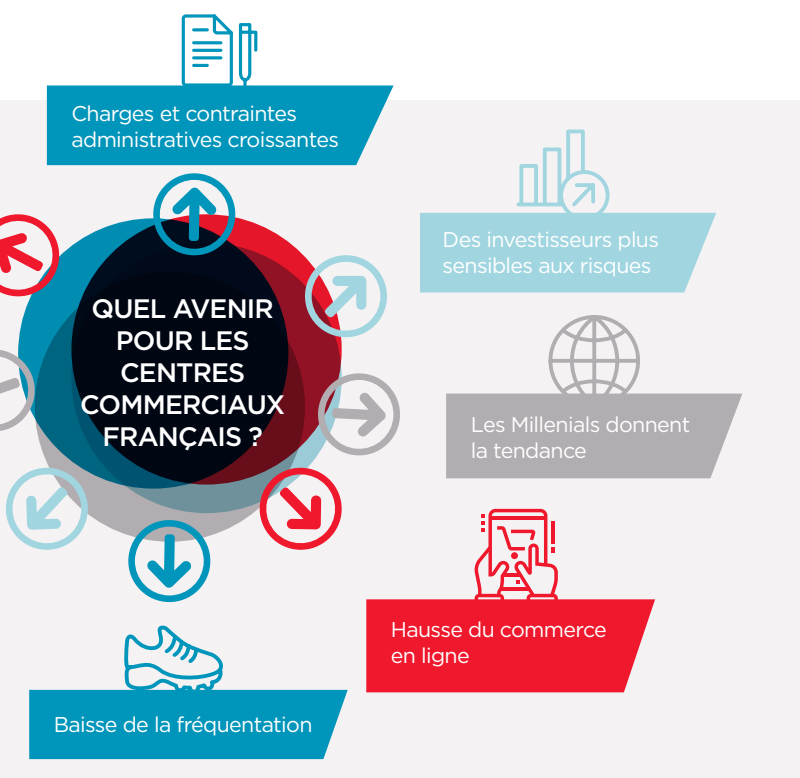 Charges et contraintes
administratives croissantes
Des investisseurs plus
sensibles aux risques
QUEL AVENIR
POUR LES
CENTRES
COMMERCIAUX
FRANÇAIS ?
Les Millenials donnent
la tendance
Hausse du commerce
en ligne
Baisse de la fréquentation